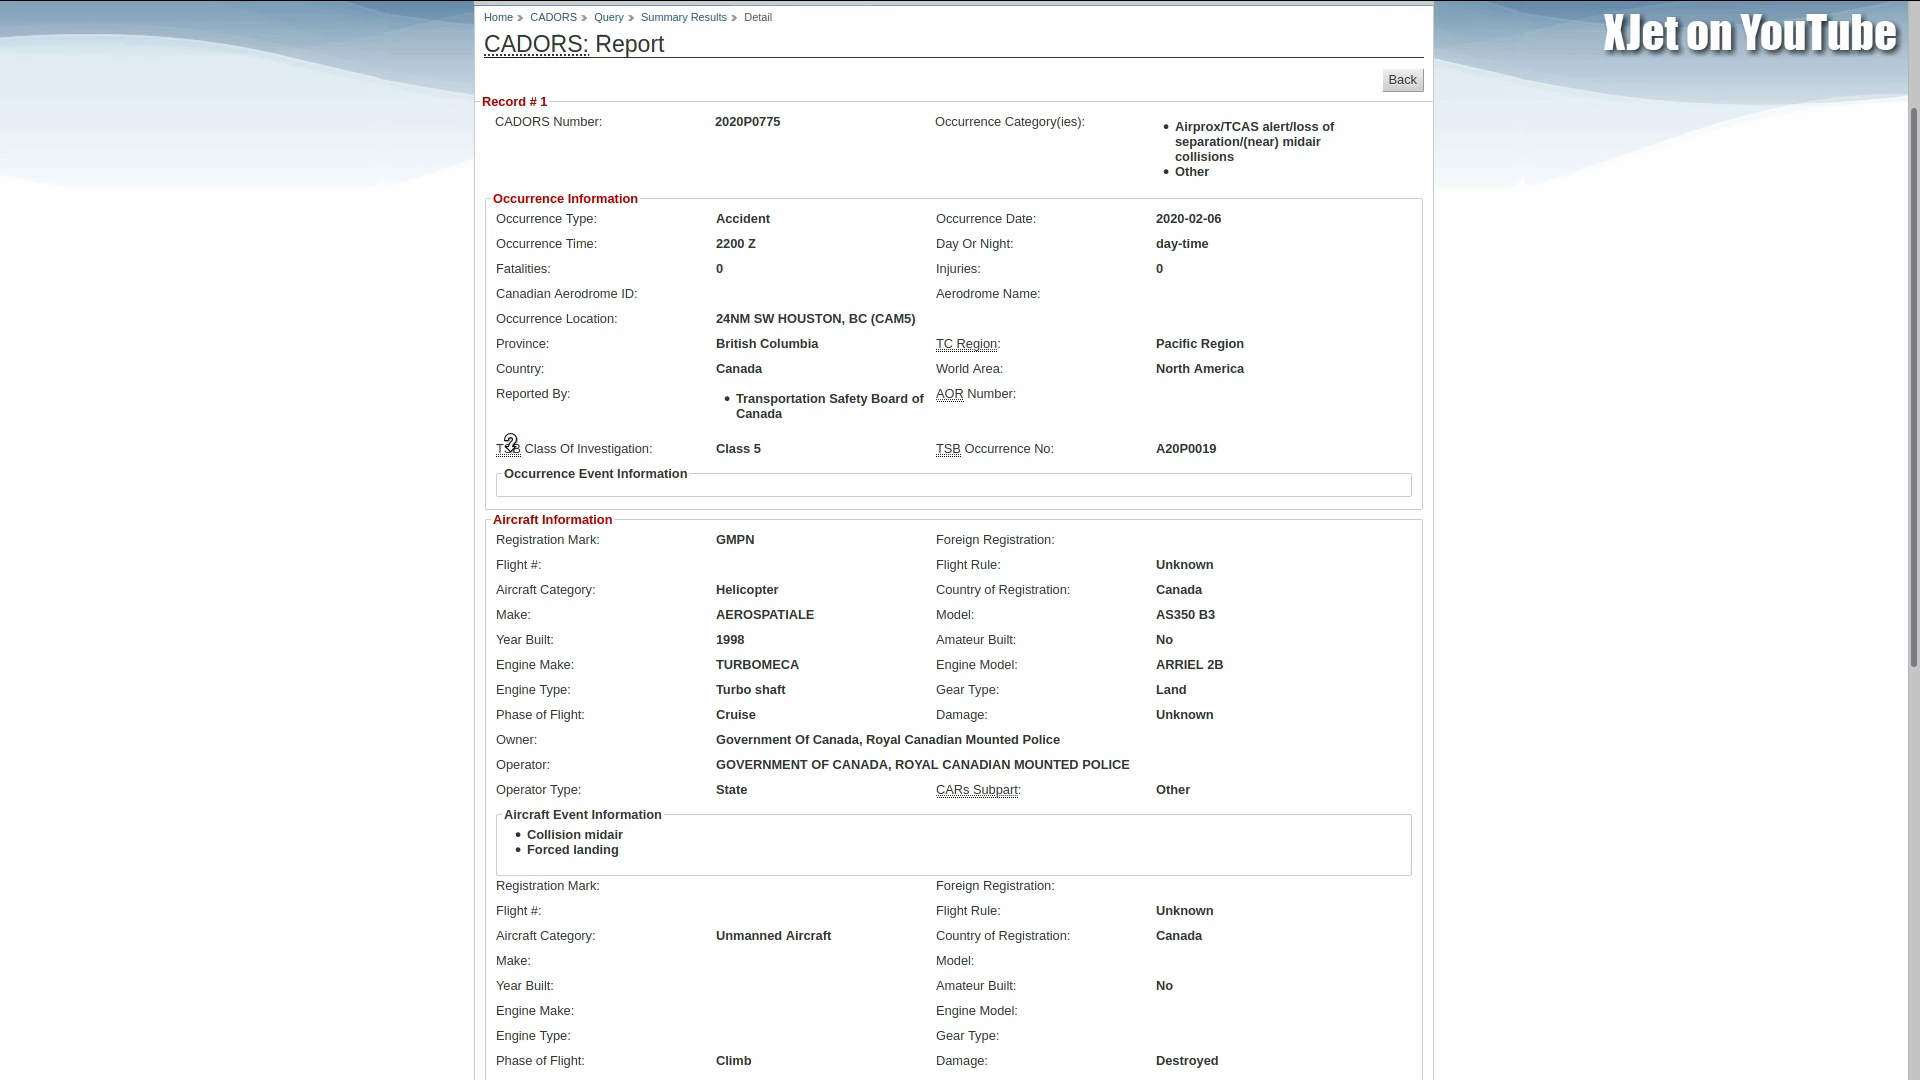 Home CADORS Query Summary Results Detail
XJet on YouTube
CADORS: Report
Back
Record # 1
CADORS Number: 2020P0775 Occurrence Category(ies):
Airprox/TCAS alert/loss of
separation/(near) midair
collisions
Other
Occurrence Information
Occurrence Type: Accident Occurrence Date: 2020-02-06
Occurrence Time: 2200 Z Day Or Night: day-time
Fatalities: 0 Injuries: 0
Canadian Aerodrome ID: Aerodrome Name:
Occurrence Location: 24NM SW HOUSTON, BC (CAM5)
Province: British Columbia TC Region: Pacific Region
Country: Canada World Area: North America
Reported By: Transportation Safety Board of AOR Number:
Canada
TSB Class Of Investigation: Class 5 TSB Occurrence No: A20P0019
Occurrence Event Information
Aircraft Information
Registration Mark: GMPN Foreign Registration:
Flight #: Flight Rule: Unknown
Aircraft Category: Helicopter Country of Registration: Canada
Make: AEROSPATIALE Model: AS350 B3
Year Built: 1998 Amateur Built: No
Engine Make: TURBOMECA Engine Model: ARRIEL 2B
Engine Type: Turbo shaft Gear Type: Land
Phase of Flight: Cruise Damage: Unknown
Owner: Government Of Canada, Royal Canadian Mounted Police
Operator: GOVERNMENT OF CANADA, ROYAL CANADIAN MOUNTED POLICE
Operator Type: State CARs Subpart: Other
Aircraft Event Information
Collision midair
Forced landing
Registration Mark: Foreign Registration:
Flight #: Flight Rule: Unknown
Aircraft Category: Unmanned Aircraft Country of Registration: Canada
Make: Model:
Year Built: Amateur Built: No
Engine Make: Engine Model:
Engine Type: Gear Type:
Phase of Flight: Climb Damage: Destroyed